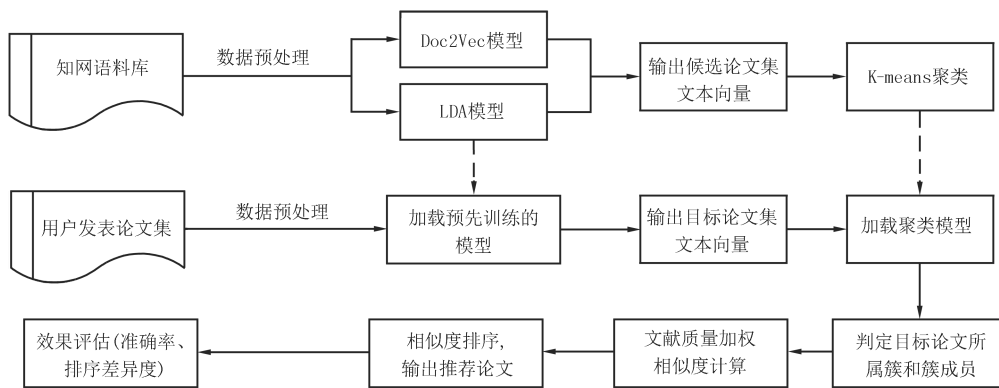 知网语料库
数据预处理
Doc2Vec模型
LDA模型
输出候选论文集
文本向量
K-means聚类
用户发表论文集
数据预处理
加载预先训练的
模型
输出目标论文集
文本向量
加载聚类模型
效果评估(准确率、
排序差异度)
相似度排序,
输出推荐论文
文献质量加权
相似度计算
判定目标论文所
属簇和簇成员